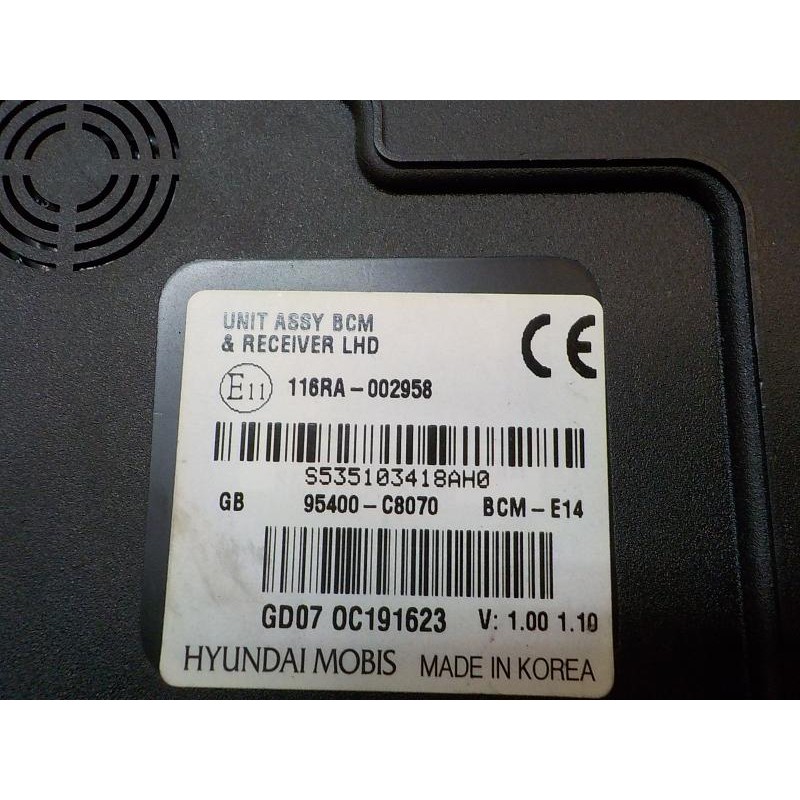 UNIT ASSY BCM
& RECEIVER LHD
CE
E11 116RA-002958
S535103418AH0
GB 95400-C8070 BCM-E14
GD07 0C191623 V: 1.00 1.10
HYUNDAI MOBIS MADE IN KOREA